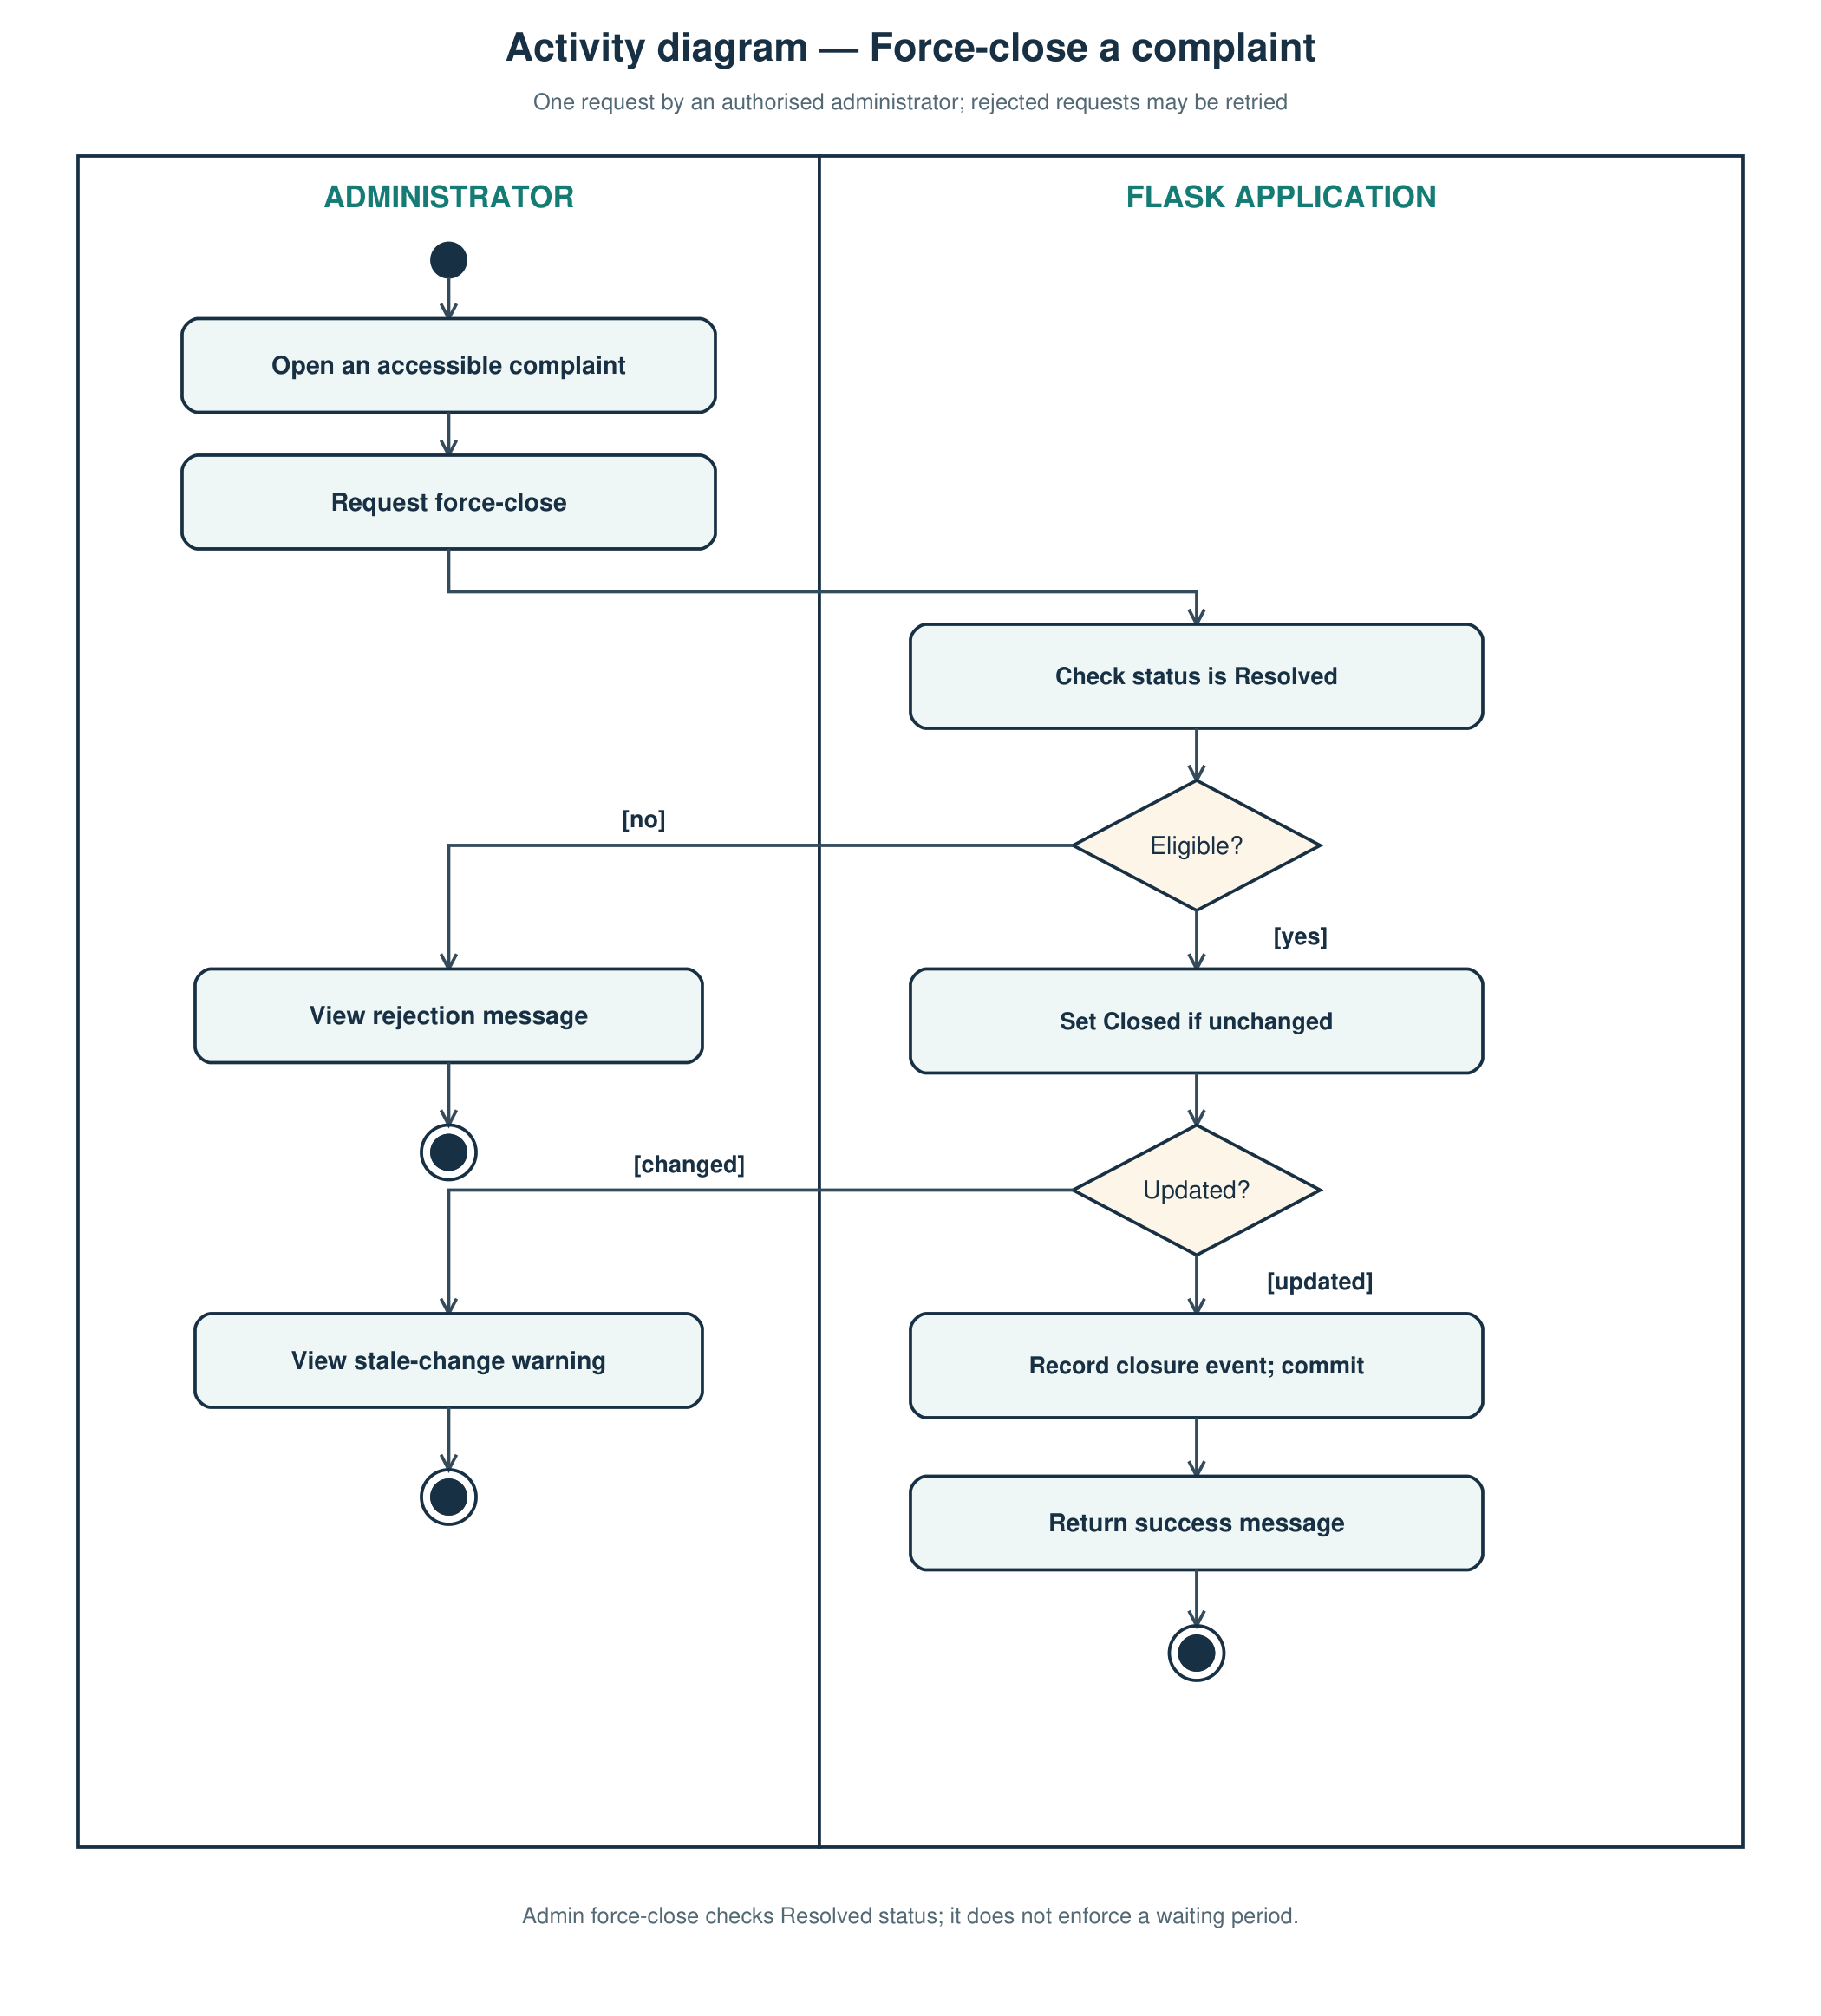 Activity diagram — Force-close a complaint
One request by an authorised administrator; rejected requests may be retried
ADMINISTRATOR
FLASK APPLICATION
Open an accessible complaint
Request force-close
Check status is Resolved
[no]
Eligible?
[yes]
View rejection message
Set Closed if unchanged
[changed]
Updated?
[updated]
View stale-change warning
Record closure event; commit
Return success message
Admin force-close checks Resolved status; it does not enforce a waiting period.